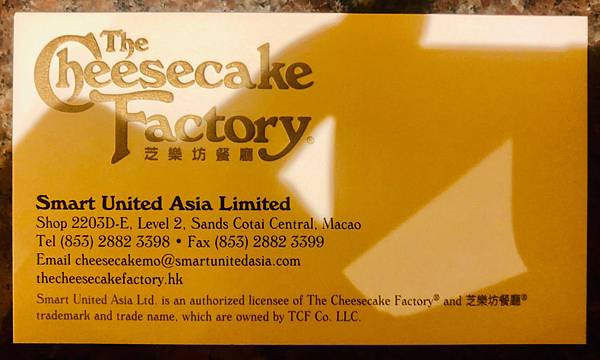 The
Cheesecake
Factory®
芝樂坊餐廳
Smart United Asia Limited
Shop 2203D-E, Level 2, Sands Cotai Central, Macao
Tel (853) 2882 3398 • Fax (853) 2882 3399
Email cheesecakemo@smartunitedasia.com
thecheesecakefactory.hk
Smart United Asia Ltd. is an authorized licensee of The Cheesecake Factory® and 芝樂坊餐廳®
trademark and trade name, which are owned by TCF Co. LLC.